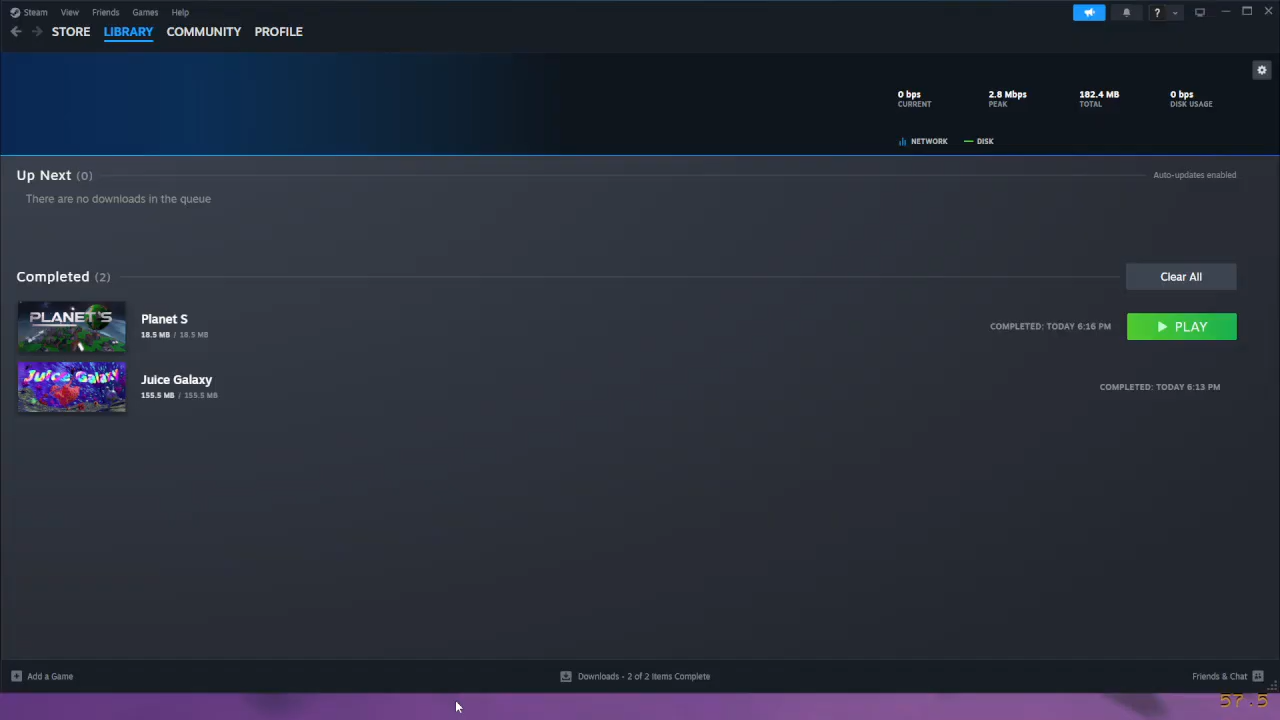 Steam View Friends Games Help
STORE LIBRARY COMMUNITY PROFILE
0 bps 2.8 Mbps 182.4 MB 0 bps
CURRENT PEAK TOTAL DISK USAGE
NETWORK DISK
Up Next (0) Auto-updates enabled
There are no downloads in the queue
Completed (2) Clear All
PLANET S
Planet S
18.5 MB / 18.5 MB
COMPLETED: TODAY 6:16 PM PLAY
Juice Galaxy
Juice Galaxy
155.5 MB / 155.5 MB
COMPLETED: TODAY 6:13 PM
Add a Game Downloads - 2 of 2 Items Complete Friends & Chat
57.5